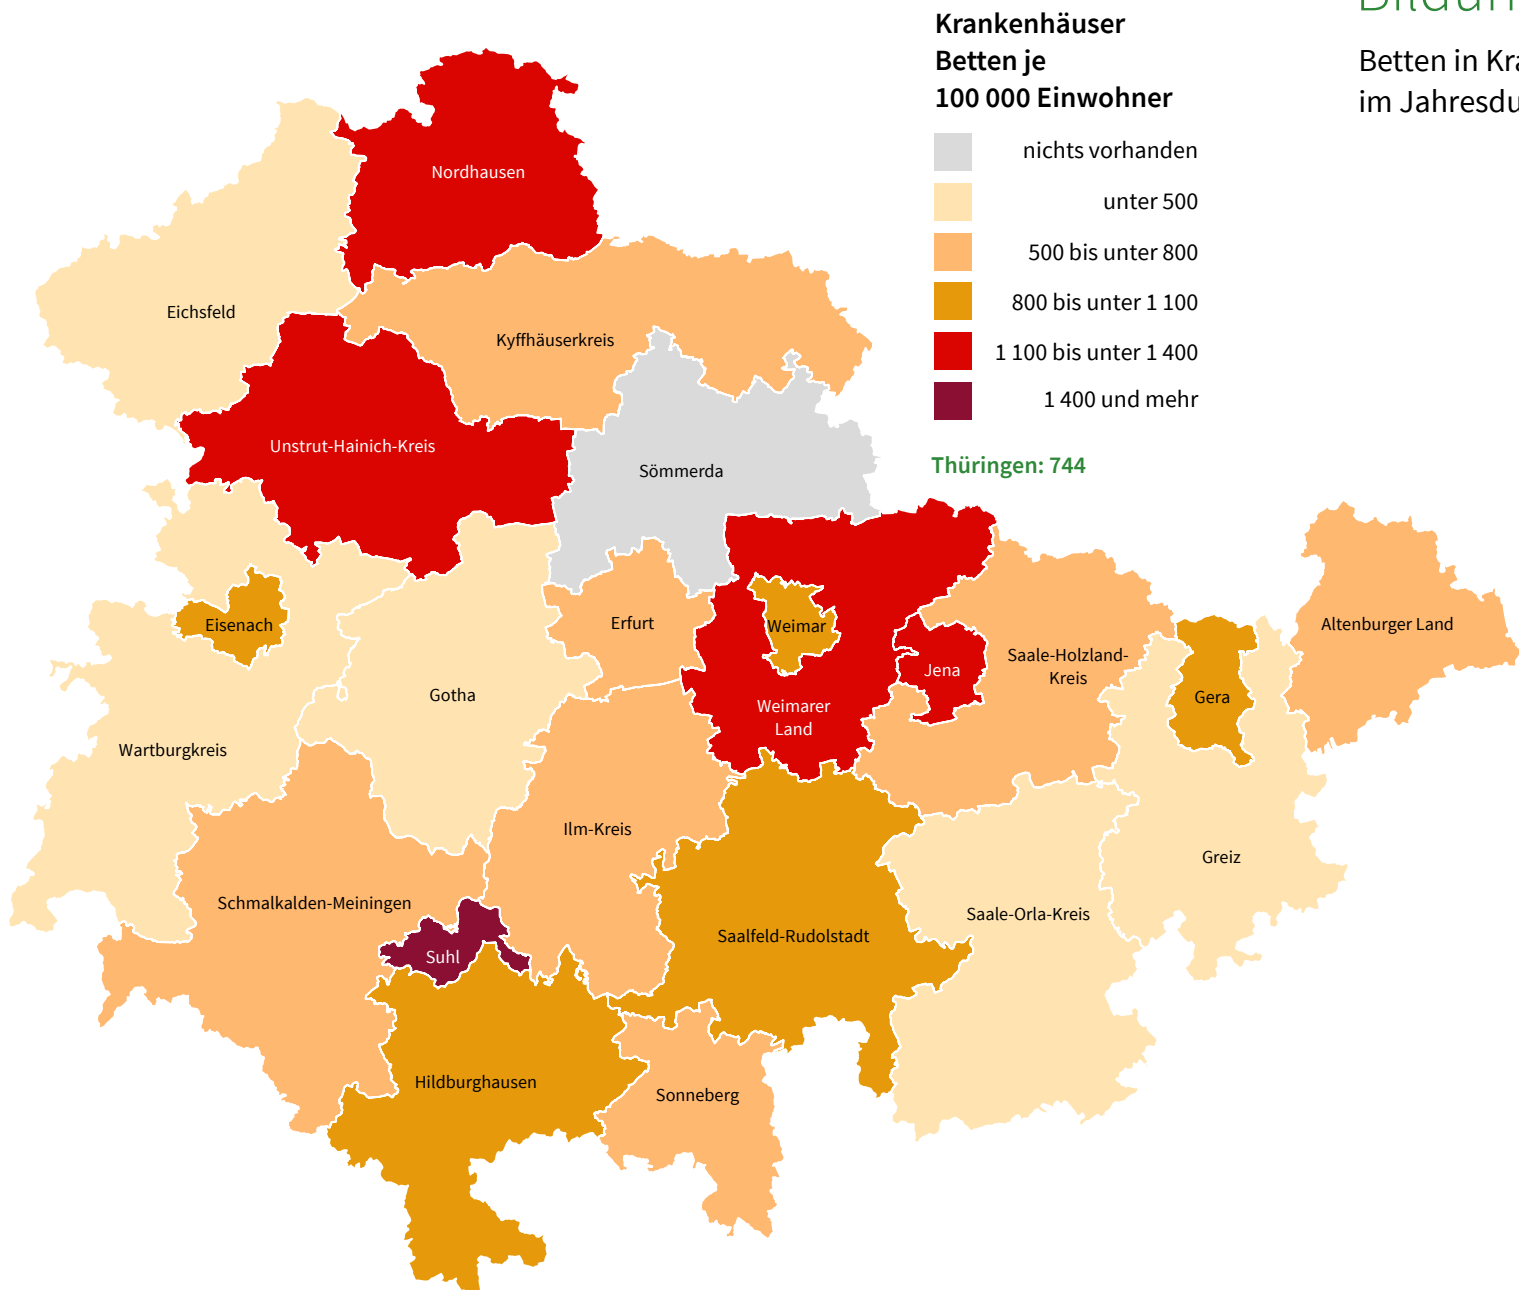 Krankenhäuser
Betten je
100 000 Einwohner
nichts vorhanden
unter 500
500 bis unter 800
800 bis unter 1 100
1 100 bis unter 1 400
1 400 und mehr
Thüringen: 744
Betten in Kra
im Jahresdu
Nordhausen
Eichsfeld
Kyffhäuserkreis
Unstrut-Hainich-Kreis
Sömmerda
Eisenach
Erfurt
Weimar
Altenburger Land
Saale-Holzland-
Kreis
Jena
Gotha
Gera
Weimarer
Land
Wartburgkreis
Ilm-Kreis
Greiz
Schmalkalden-Meiningen
Saale-Orla-Kreis
Saalfeld-Rudolstadt
Suhl
Hildburghausen
Sonneberg